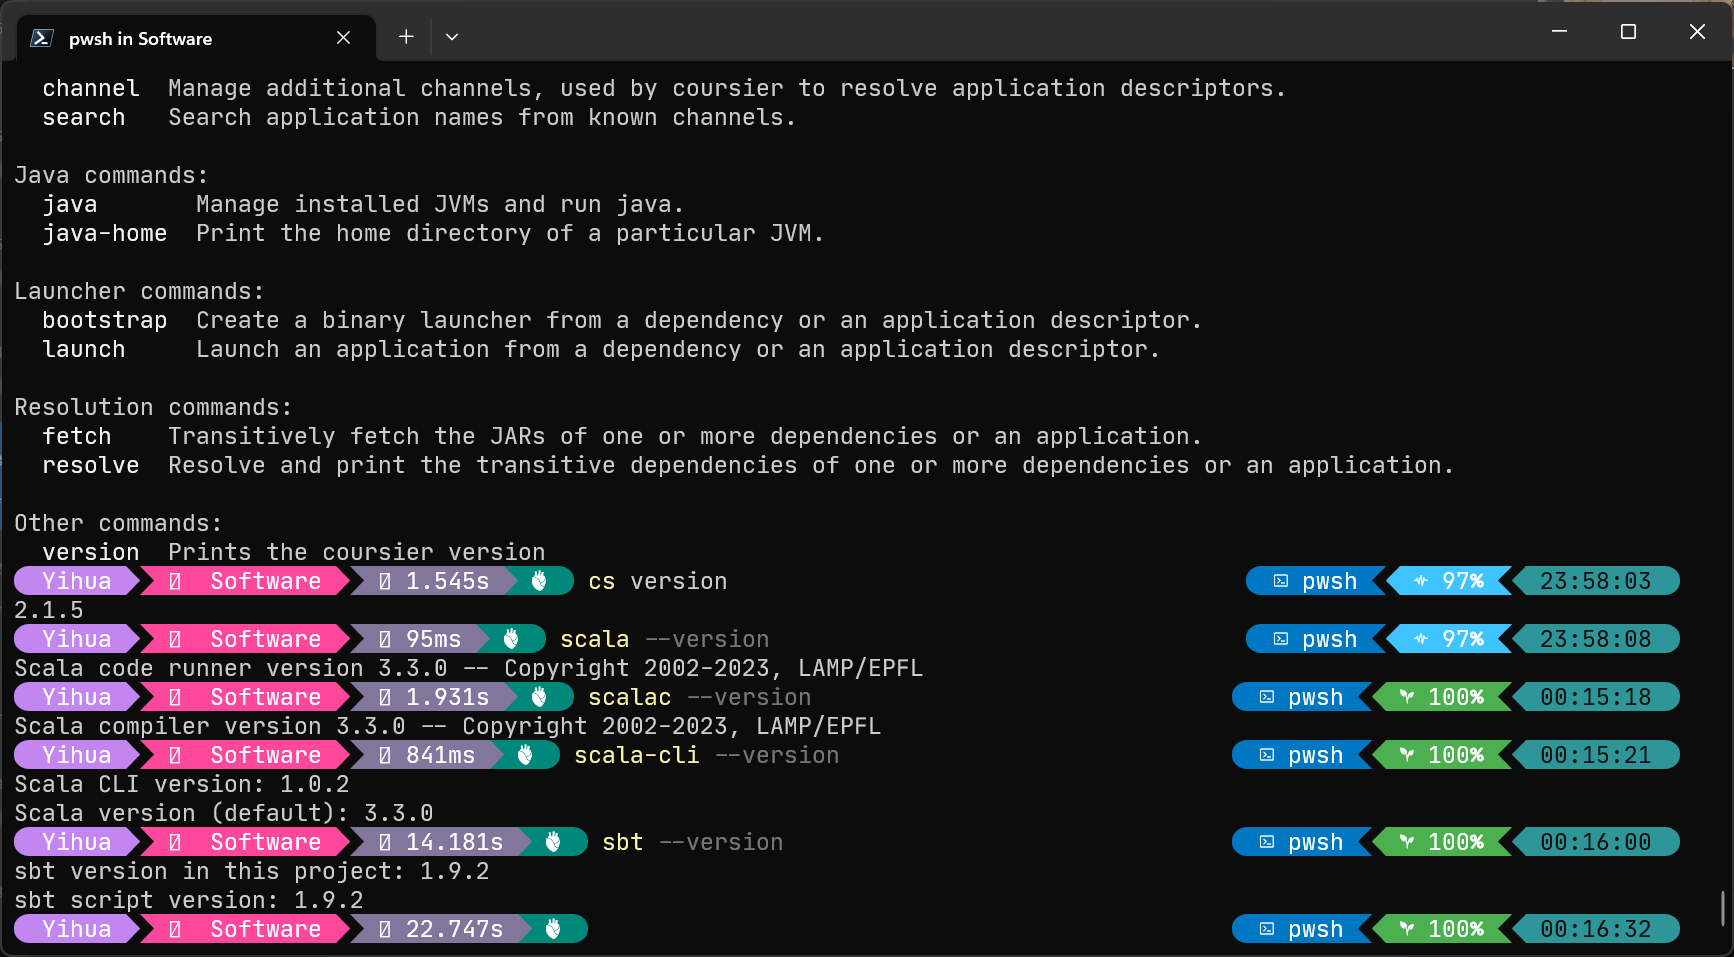 pwsh in Software
channel  Manage additional channels, used by coursier to resolve application descriptors.
search   Search application names from known channels.
Java commands:
java       Manage installed JVMs and run java.
java-home  Print the home directory of a particular JVM.
Launcher commands:
bootstrap  Create a binary launcher from a dependency or an application descriptor.
launch     Launch an application from a dependency or an application descriptor.
Resolution commands:
fetch    Transitively fetch the JARs of one or more dependencies or an application.
resolve  Resolve and print the transitive dependencies of one or more dependencies or an application.
Other commands:
version  Prints the coursier version
Yihua Software 1.545s cs version pwsh 97% 23:58:03
2.1.5
Yihua Software 95ms scala --version pwsh 97% 23:58:08
Scala code runner version 3.3.0 -- Copyright 2002-2023, LAMP/EPFL
Yihua Software 1.931s scalac --version pwsh 100% 00:15:18
Scala compiler version 3.3.0 -- Copyright 2002-2023, LAMP/EPFL
Yihua Software 841ms scala-cli --version pwsh 100% 00:15:21
Scala CLI version: 1.0.2
Scala version (default): 3.3.0
Yihua Software 14.181s sbt --version pwsh 100% 00:16:00
sbt version in this project: 1.9.2
sbt script version: 1.9.2
Yihua Software 22.747s pwsh 100% 00:16:32